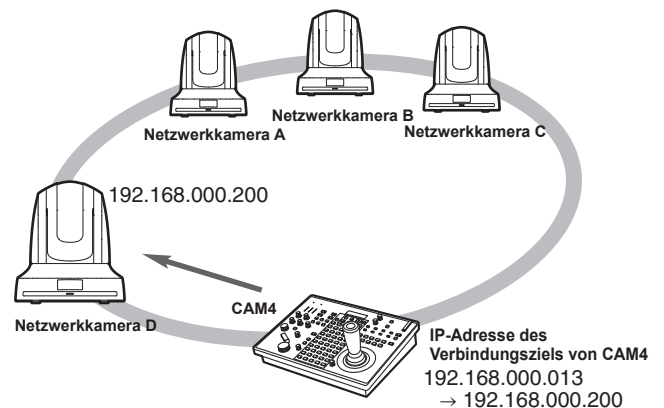 Netzwerkkamera A
Netzwerkkamera B
Netzwerkkamera C
192.168.000.200
Netzwerkkamera D
CAM4
IP-Adresse des
Verbindungsziels von CAM4
192.168.000.013
→ 192.168.000.200